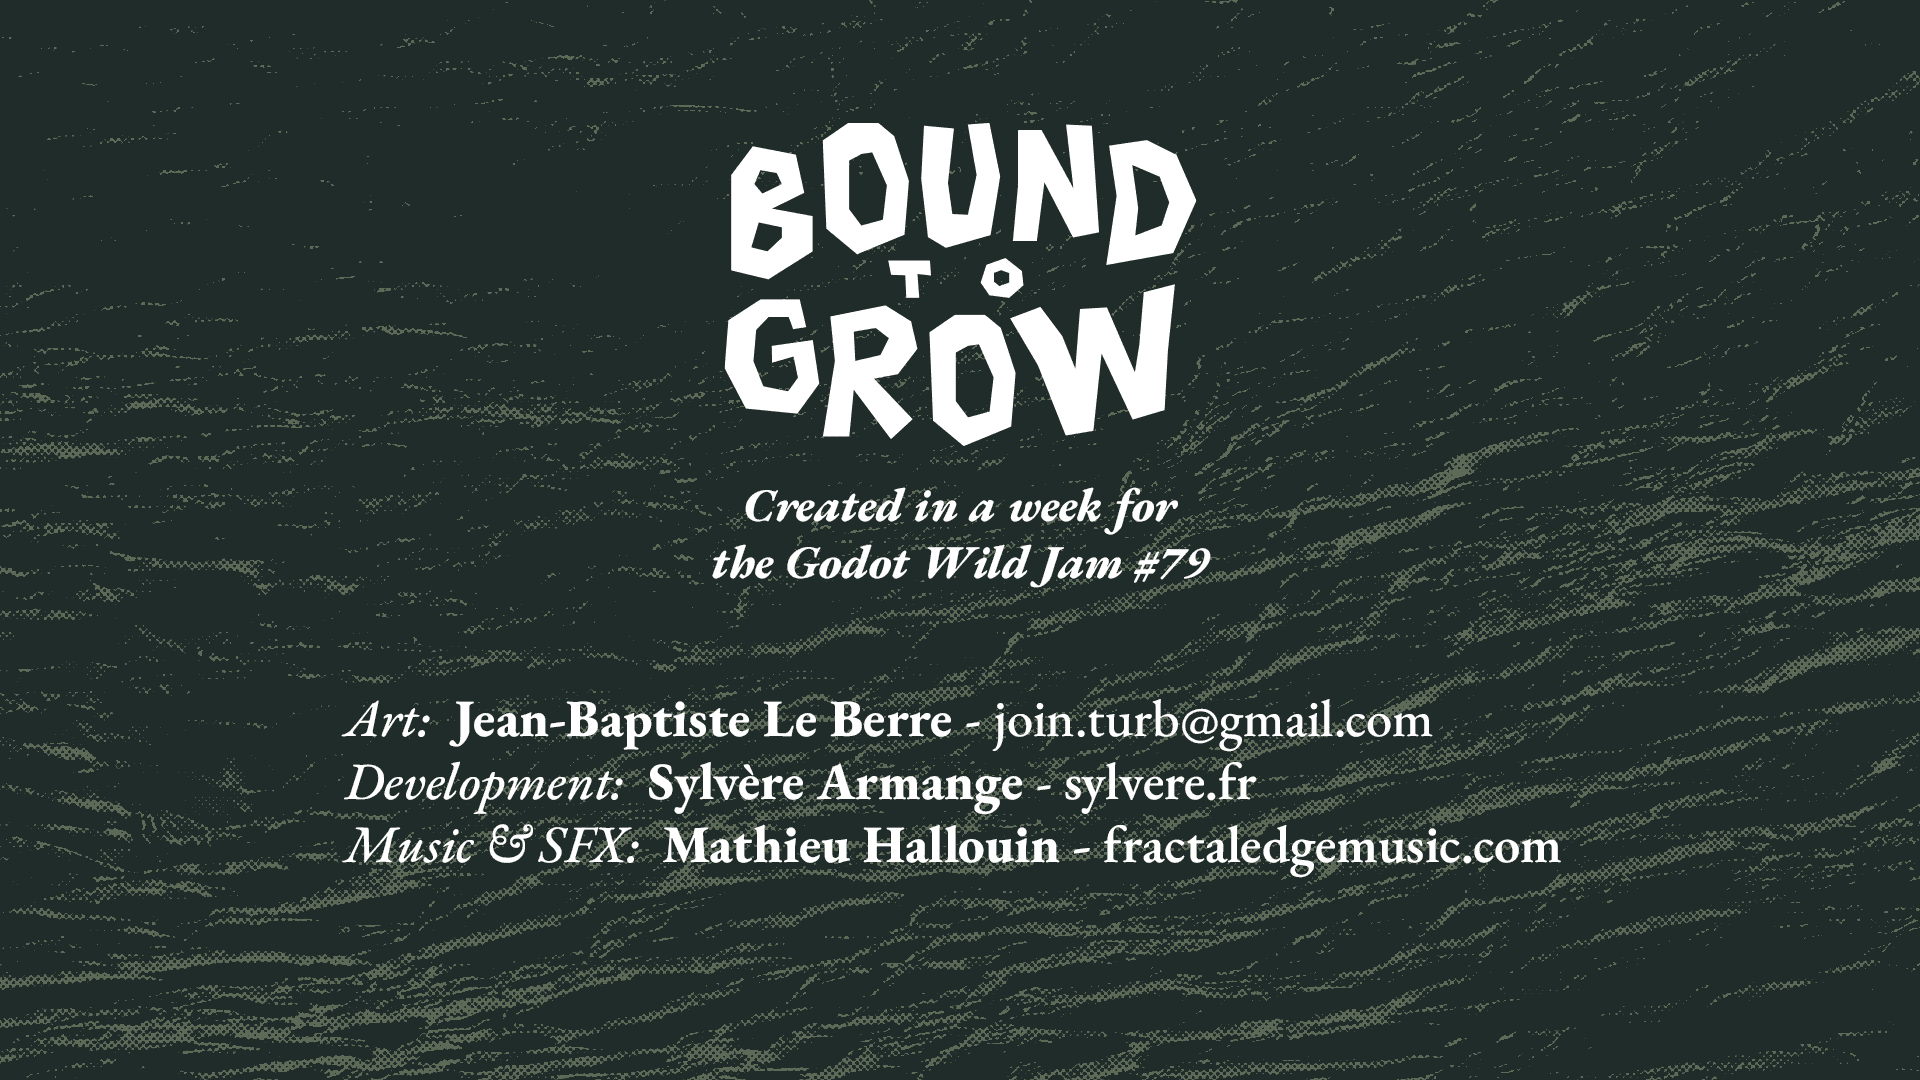 BOUND
TO
GROW
Created in a week for
the Godot Wild Jam #79
Art: Jean-Baptiste Le Berre - join.turb@gmail.com
Development: Sylvère Armange - sylvere.fr
Music & SFX: Mathieu Hallouin - fractaledgemusic.com